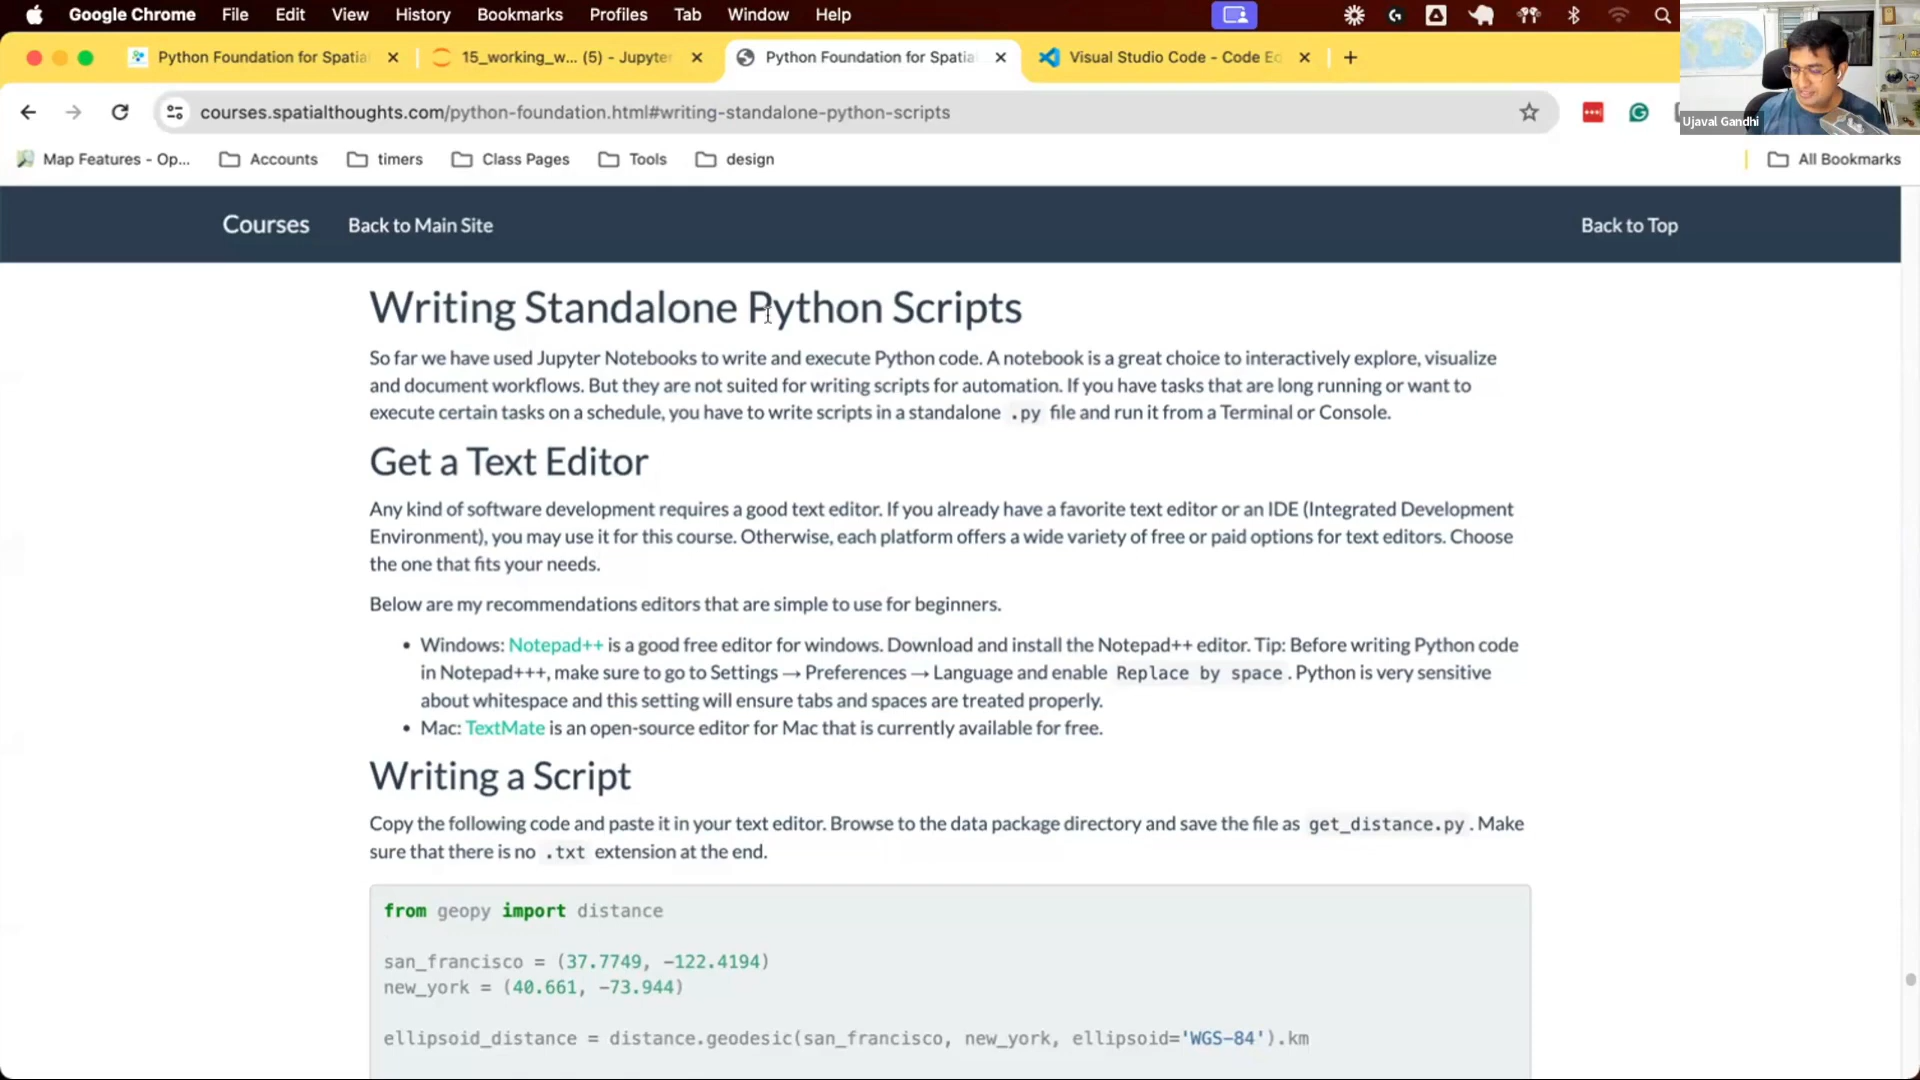 Google Chrome File Edit View History Bookmarks Profiles Tab Window Help
Python Foundation for Spatia
15_working_w... (5) - Jupyter
Python Foundation for Spatia
Visual Studio Code - Code Ed
courses.spatialthoughts.com/python-foundation.html#writing-standalone-python-scripts
Ujaval Gandhi
Map Features - Op... Accounts timers Class Pages Tools design All Bookmarks
Courses Back to Main Site Back to Top
Writing Standalone Python Scripts
So far we have used Jupyter Notebooks to write and execute Python code. A notebook is a great choice to interactively explore, visualize
and document workflows. But they are not suited for writing scripts for automation. If you have tasks that are long running or want to
execute certain tasks on a schedule, you have to write scripts in a standalone .py file and run it from a Terminal or Console.
Get a Text Editor
Any kind of software development requires a good text editor. If you already have a favorite text editor or an IDE (Integrated Development
Environment), you may use it for this course. Otherwise, each platform offers a wide variety of free or paid options for text editors. Choose
the one that fits your needs.
Below are my recommendations editors that are simple to use for beginners.
• Windows: Notepad++ is a good free editor for windows. Download and install the Notepad++ editor. Tip: Before writing Python code
in Notepad+++, make sure to go to Settings → Preferences → Language and enable Replace by space . Python is very sensitive
about whitespace and this setting will ensure tabs and spaces are treated properly.
• Mac: TextMate is an open-source editor for Mac that is currently available for free.
Writing a Script
Copy the following code and paste it in your text editor. Browse to the data package directory and save the file as get_distance.py . Make
sure that there is no .txt extension at the end.
from geopy import distance
san_francisco = (37.7749, -122.4194)
new_york = (40.661, -73.944)
ellipsoid_distance = distance.geodesic(san_francisco, new_york, ellipsoid='WGS-84').km